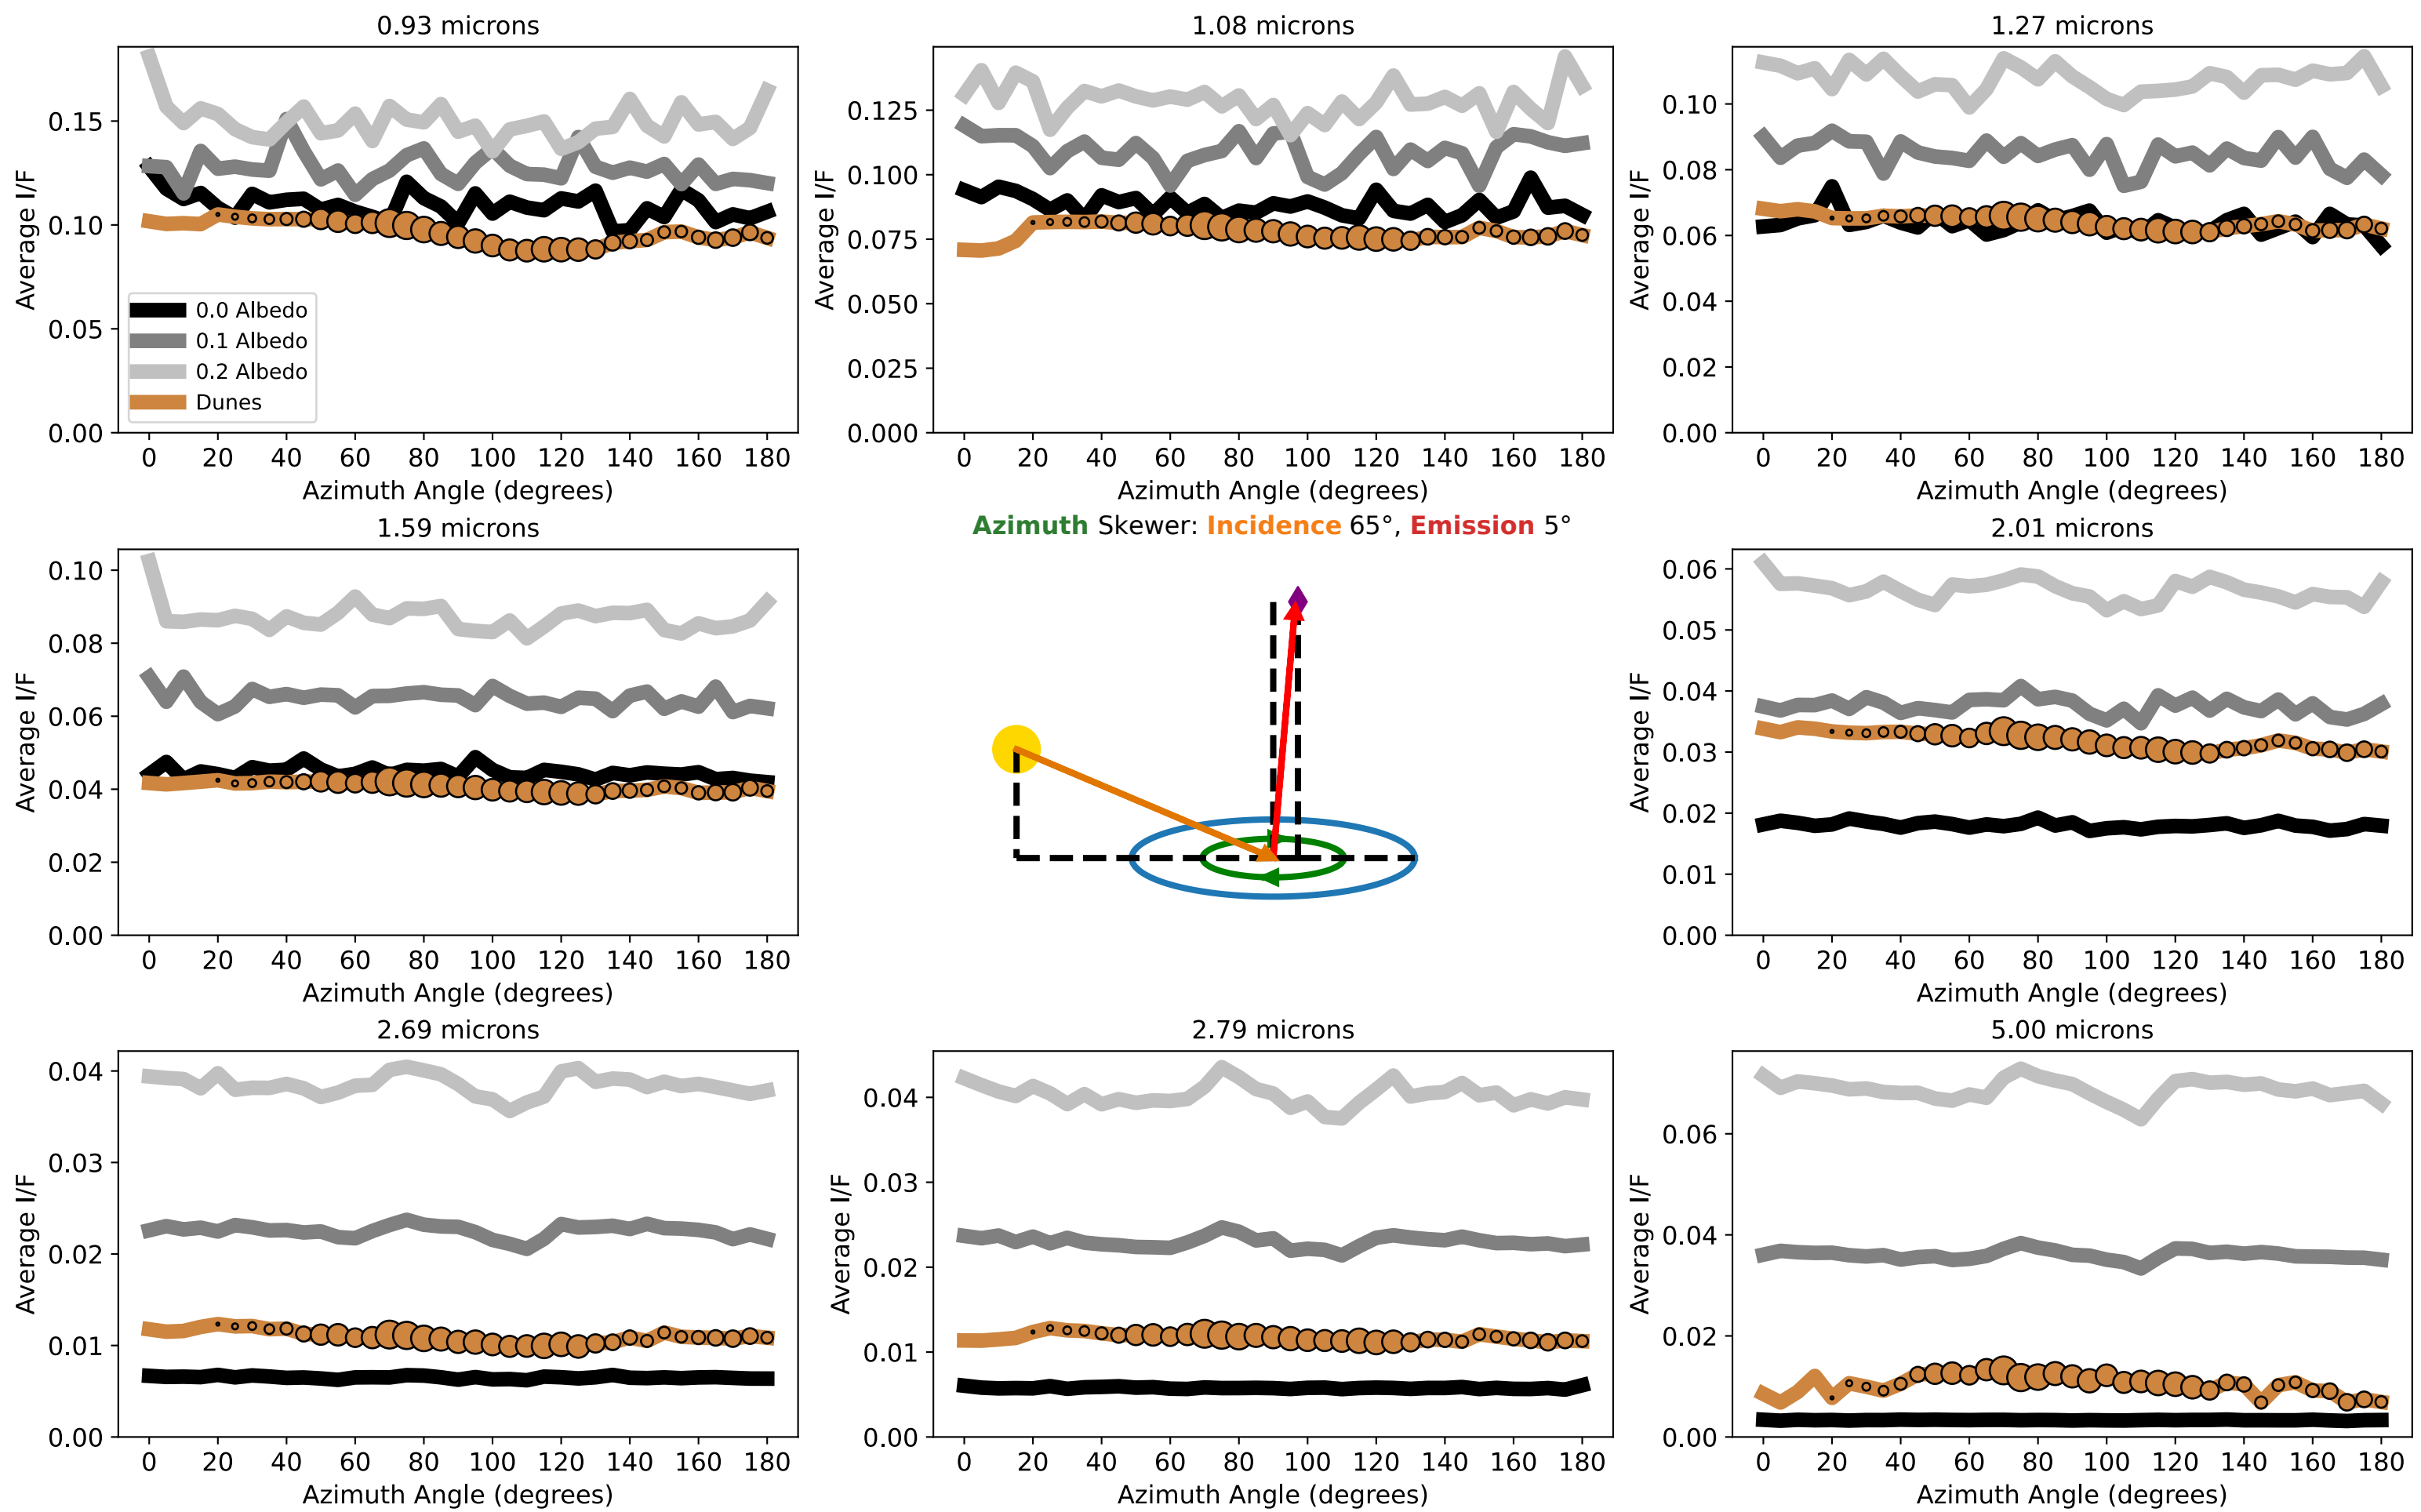 0.93 microns
Average I/F
0.15
0.10
0.05
0.00
0.0 Albedo
0.1 Albedo
0.2 Albedo
Dunes
0 20 40 60 80 100 120 140 160 180
Azimuth Angle (degrees)
1.08 microns
Average I/F
0.125
0.100
0.075
0.050
0.025
0.000
0 20 40 60 80 100 120 140 160 180
Azimuth Angle (degrees)
1.27 microns
Average I/F
0.10
0.08
0.06
0.04
0.02
0.00
0 20 40 60 80 100 120 140 160 180
Azimuth Angle (degrees)
1.59 microns
Average I/F
0.10
0.08
0.06
0.04
0.02
0.00
0 20 40 60 80 100 120 140 160 180
Azimuth Angle (degrees)
Azimuth Skewer: Incidence 65°, Emission 5°
2.01 microns
Average I/F
0.06
0.05
0.04
0.03
0.02
0.01
0.00
0 20 40 60 80 100 120 140 160 180
Azimuth Angle (degrees)
2.69 microns
Average I/F
0.04
0.03
0.02
0.01
0.00
0 20 40 60 80 100 120 140 160 180
Azimuth Angle (degrees)
2.79 microns
Average I/F
0.04
0.03
0.02
0.01
0.00
0 20 40 60 80 100 120 140 160 180
Azimuth Angle (degrees)
5.00 microns
Average I/F
0.06
0.04
0.02
0.00
0 20 40 60 80 100 120 140 160 180
Azimuth Angle (degrees)